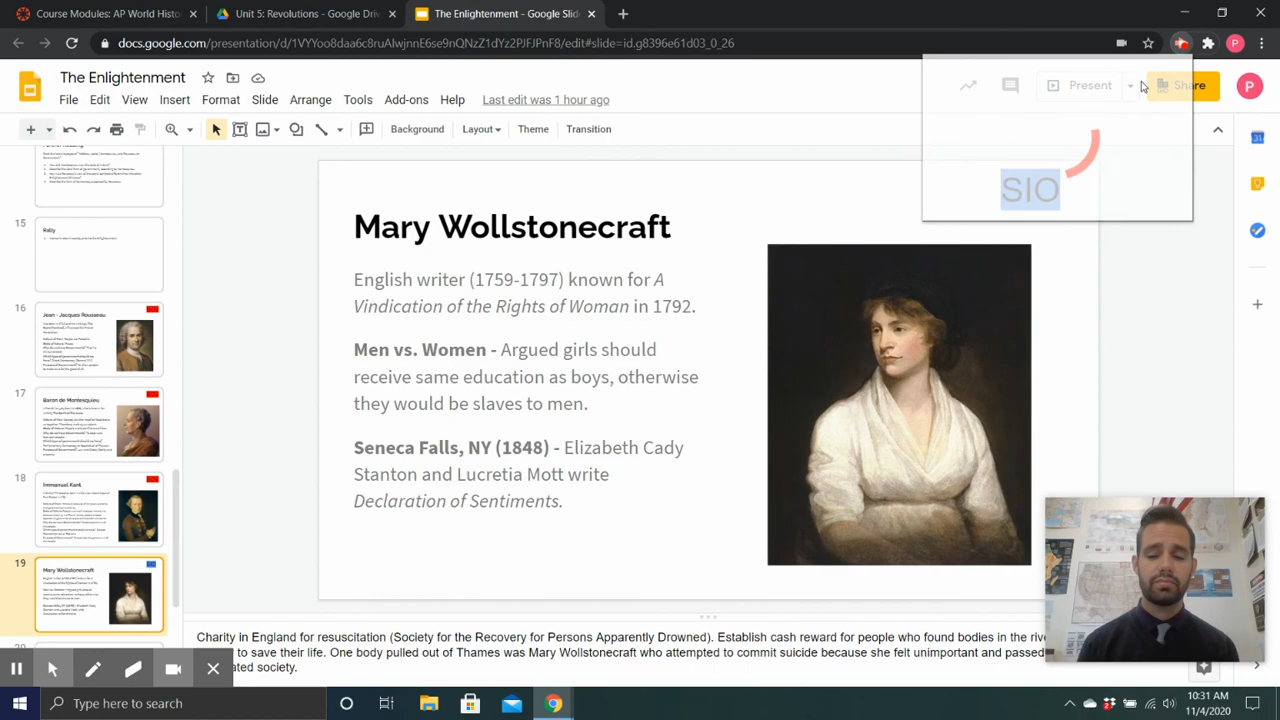 Course Modules: AP World Histo
Unit 5: Revolutions - Google Driv
The Enlightenment - Google Slide
docs.google.com/presentation/d/1VYYoo8daa6c8ruAIwjnnE6se9nQNZz1dYz2PJFJPnF8/edit#slide=id.g8396e61d03_0_26
P
The Enlightenment
Present
Share
P
File Edit View Insert Format Slide Arrange Tools Add-ons Help Last edit was 1 hour ago
Background Layout Theme Transition
SIO
Mary Wollstonecraft
English writer (1759-1797) known for A
Vindication of the Rights of Woman in 1792.
Men vs. Women argued girls should
receive same education as boys, otherwise
they would be men
Seneca Falls, NY (1848) - Elizabeth Cady
Stanton and Lucretia Mott write
Declaration of Sentiments.
15
Rally
16
Jean - Jacques Rousseau
17
Baron de Montesquieu
18
Immanuel Kant
19
Mary Wollstonecraft
Charity in England for resuscitation (Society for the Recovery for Persons Apparently Drowned). Establish cash reward for people who found bodies in the rive
to save their life. One body pulled out of Thames was Mary Wollstonecraft who attempted to commit suicide because she felt unimportant and passed
ated society.
Type here to search
10:31 AM
11/4/2020